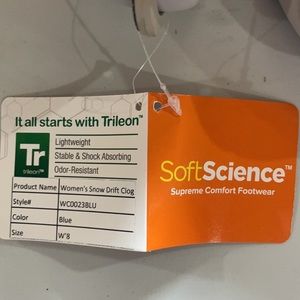 It all starts with Trileon™
Tr
trileon™
Lightweight
Stable & Shock Absorbing
Odor-Resistant
Product Name Women's Snow Drift Clog
Style# WC0023BLU
Color Blue
Size W'8
SoftScience™
Supreme Comfort Footwear